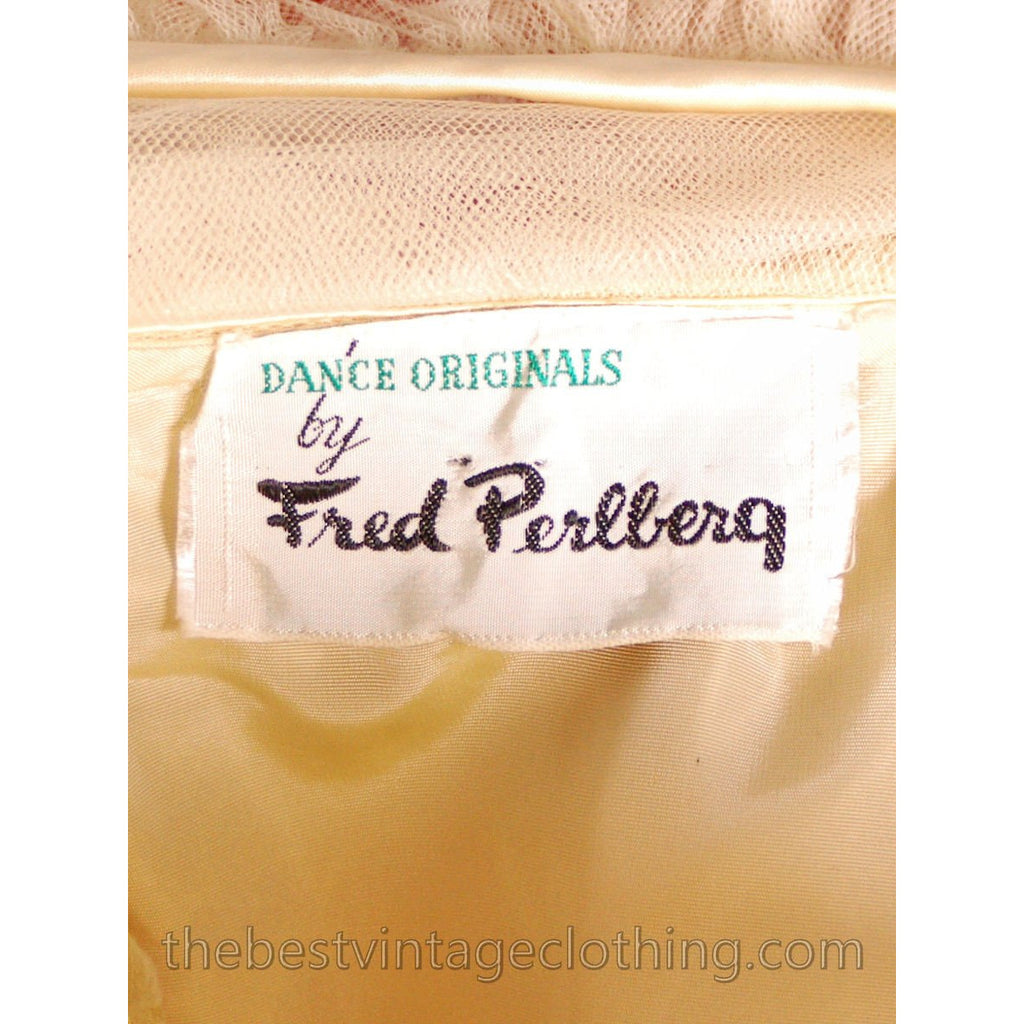 DANCE ORIGINALS
by
Fred Perlberg
thebestvintageclothing.com